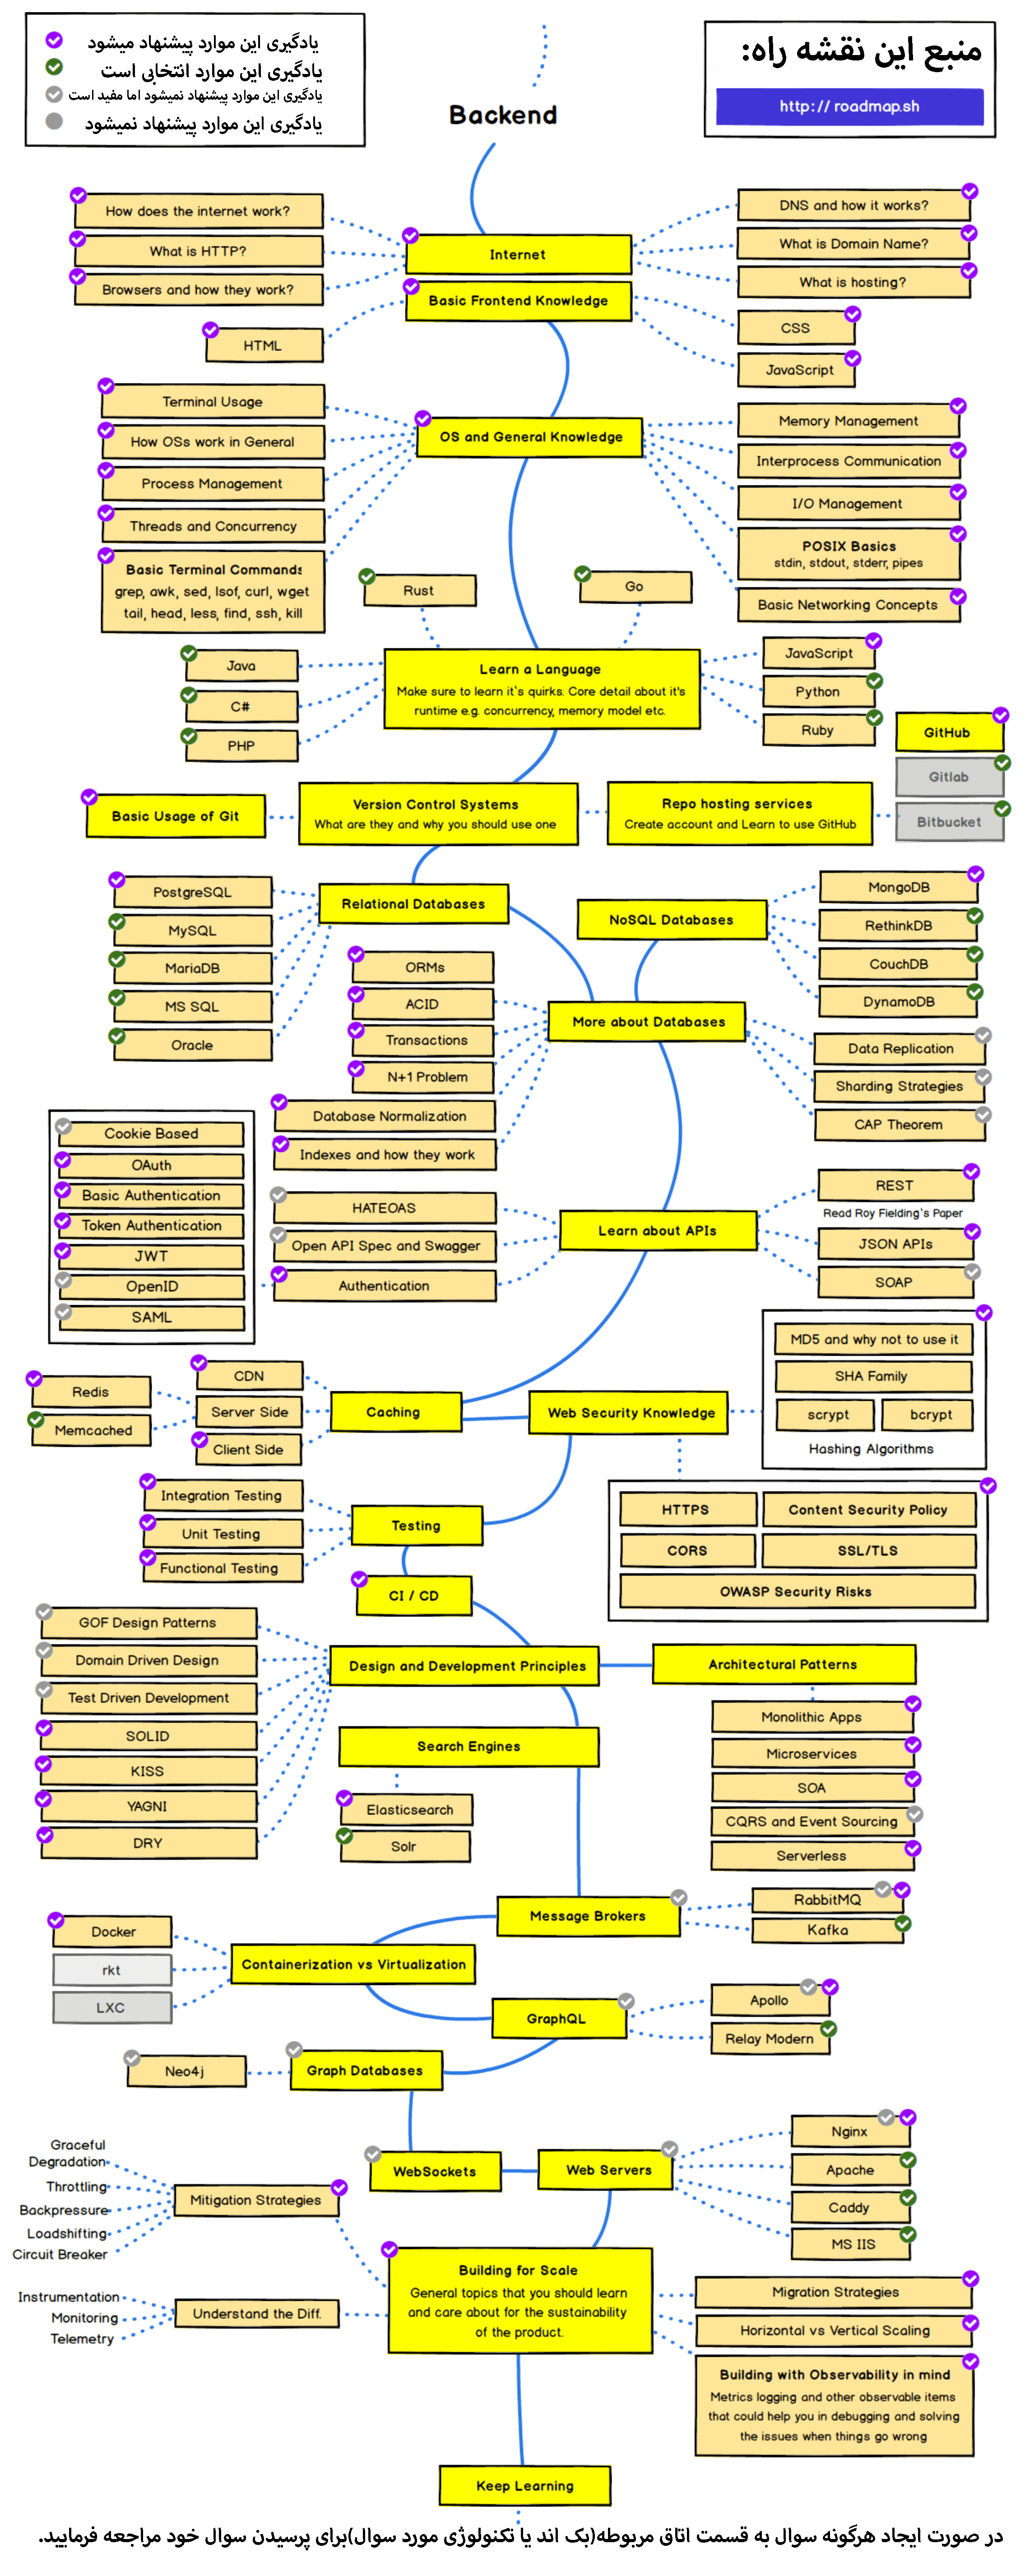 یادگیری این موارد پیشنهاد میشود
یادگیری این موارد انتخابی است
یادگیری این موارد پیشنهاد نمیشود اما مفید است
یادگیری این موارد پیشنهاد نمیشود
منبع این نقشه راه:
http:// roadmap.sh
Backend
How does the internet work?
What is HTTP?
Browsers and how they work?
Internet
DNS and how it works?
What is Domain Name?
What is hosting?
Basic Frontend Knowledge
HTML
CSS
JavaScript
Terminal Usage
How OSs work in General
Process Management
Threads and Concurrency
Basic Terminal Commands
grep, awk, sed, lsof, curl, wget
tail, head, less, find, ssh, kill
OS and General Knowledge
Memory Management
Interprocess Communication
I/O Management
POSIX Basics
stdin, stdout, stderr, pipes
Basic Networking Concepts
Rust
Go
Java
C#
PHP
Learn a Language
Make sure to learn it's quirks. Core detail about it's
runtime e.g. concurrency, memory model etc.
JavaScript
Python
Ruby
GitHub
Gitlab
Bitbucket
Basic Usage of Git
Version Control Systems
What are they and why you should use one
Repo hosting services
Create account and Learn to use GitHub
PostgreSQL
MySQL
MariaDB
MS SQL
Oracle
Relational Databases
NoSQL Databases
MongoDB
RethinkDB
CouchDB
DynamoDB
ORMs
ACID
Transactions
N+1 Problem
Database Normalization
Indexes and how they work
More about Databases
Data Replication
Sharding Strategies
CAP Theorem
Cookie Based
OAuth
Basic Authentication
Token Authentication
JWT
OpenID
SAML
HATEOAS
Open API Spec and Swagger
Authentication
Learn about APIs
REST
Read Roy Fielding's Paper
JSON APIs
SOAP
MD5 and why not to use it
SHA Family
scrypt
bcrypt
Hashing Algorithms
Redis
Memcached
CDN
Server Side
Client Side
Caching
Web Security Knowledge
HTTPS
Content Security Policy
CORS
SSL/TLS
OWASP Security Risks
Integration Testing
Unit Testing
Functional Testing
Testing
CI / CD
GOF Design Patterns
Domain Driven Design
Test Driven Development
SOLID
KISS
YAGNI
DRY
Design and Development Principles
Architectural Patterns
Monolithic Apps
Microservices
SOA
CQRS and Event Sourcing
Serverless
Search Engines
Elasticsearch
Solr
Message Brokers
RabbitMQ
Kafka
Docker
rkt
LXC
Containerization vs Virtualization
GraphQL
Apollo
Relay Modern
Neo4j
Graph Databases
WebSockets
Web Servers
Nginx
Apache
Caddy
MS IIS
Graceful
Degradation
Throttling
Backpressure
Loadshifting
Circuit Breaker
Mitigation Strategies
Instrumentation
Monitoring
Telemetry
Understand the Diff.
Building for Scale
General topics that you should learn
and care about for the sustainability
of the product.
Migration Strategies
Horizontal vs Vertical Scaling
Building with Observability in mind
Metrics logging and other observable items
that could help you in debugging and solving
the issues when things go wrong
Keep Learning
در صورت ایجاد هرگونه سوال به قسمت اتاق مربوطه(بک اند یا تکنولوژی مورد سوال)برای پرسیدن سوال خود مراجعه فرمایید.